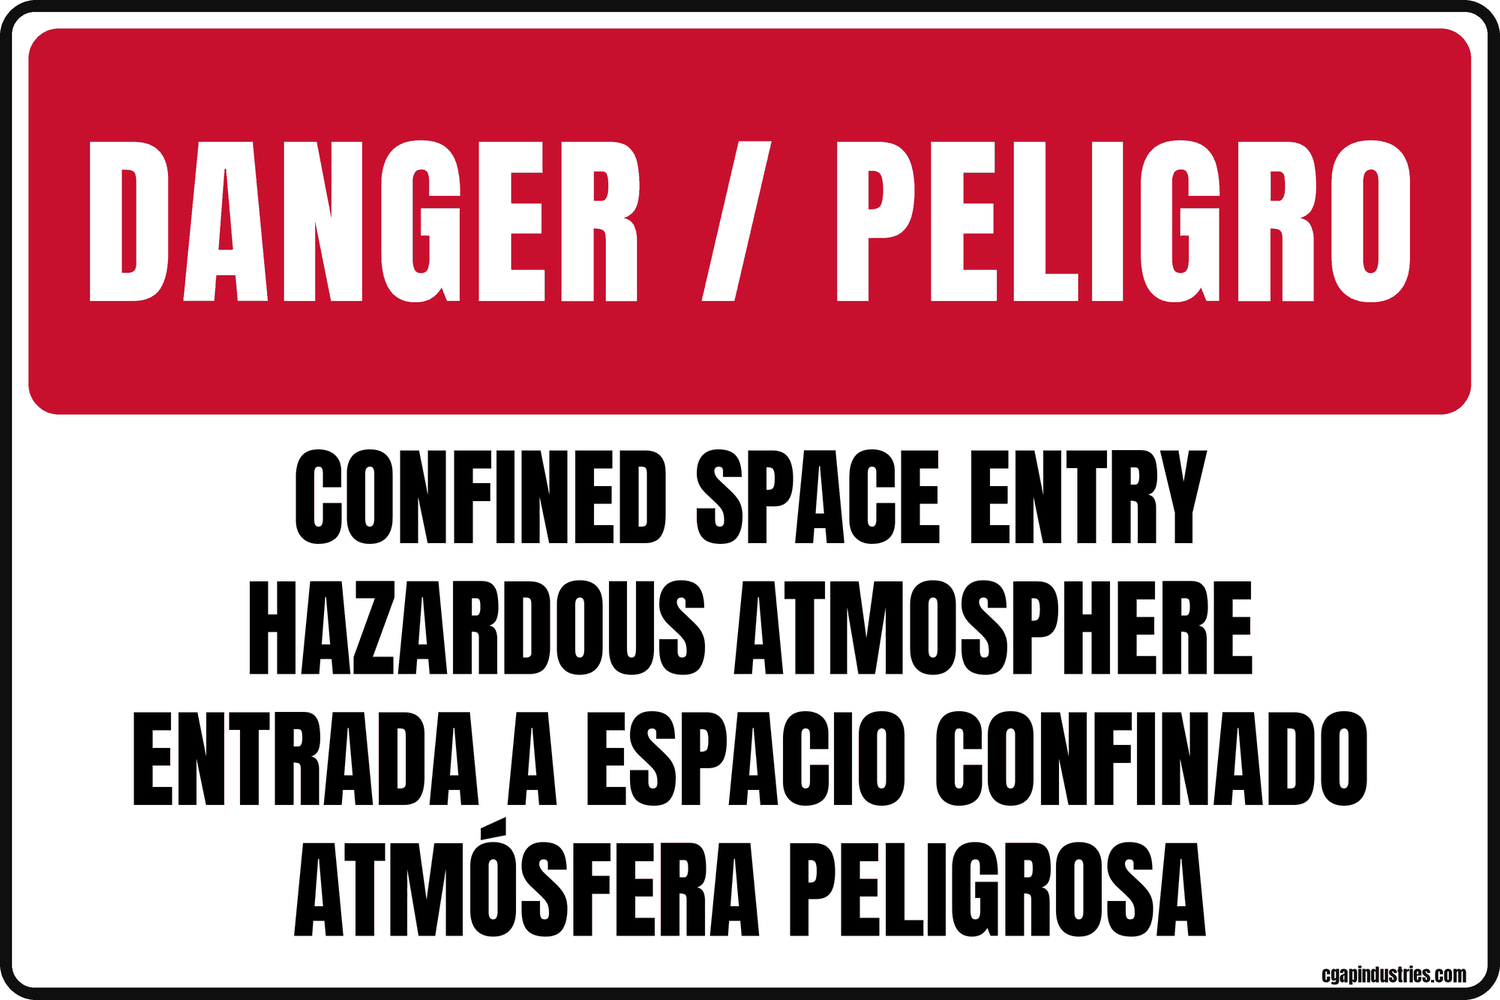 DANGER / PELIGRO
CONFINED SPACE ENTRY
HAZARDOUS ATMOSPHERE
ENTRADA A ESPACIO CONFINADO
ATMÓSFERA PELIGROSA
cgapindustries.com